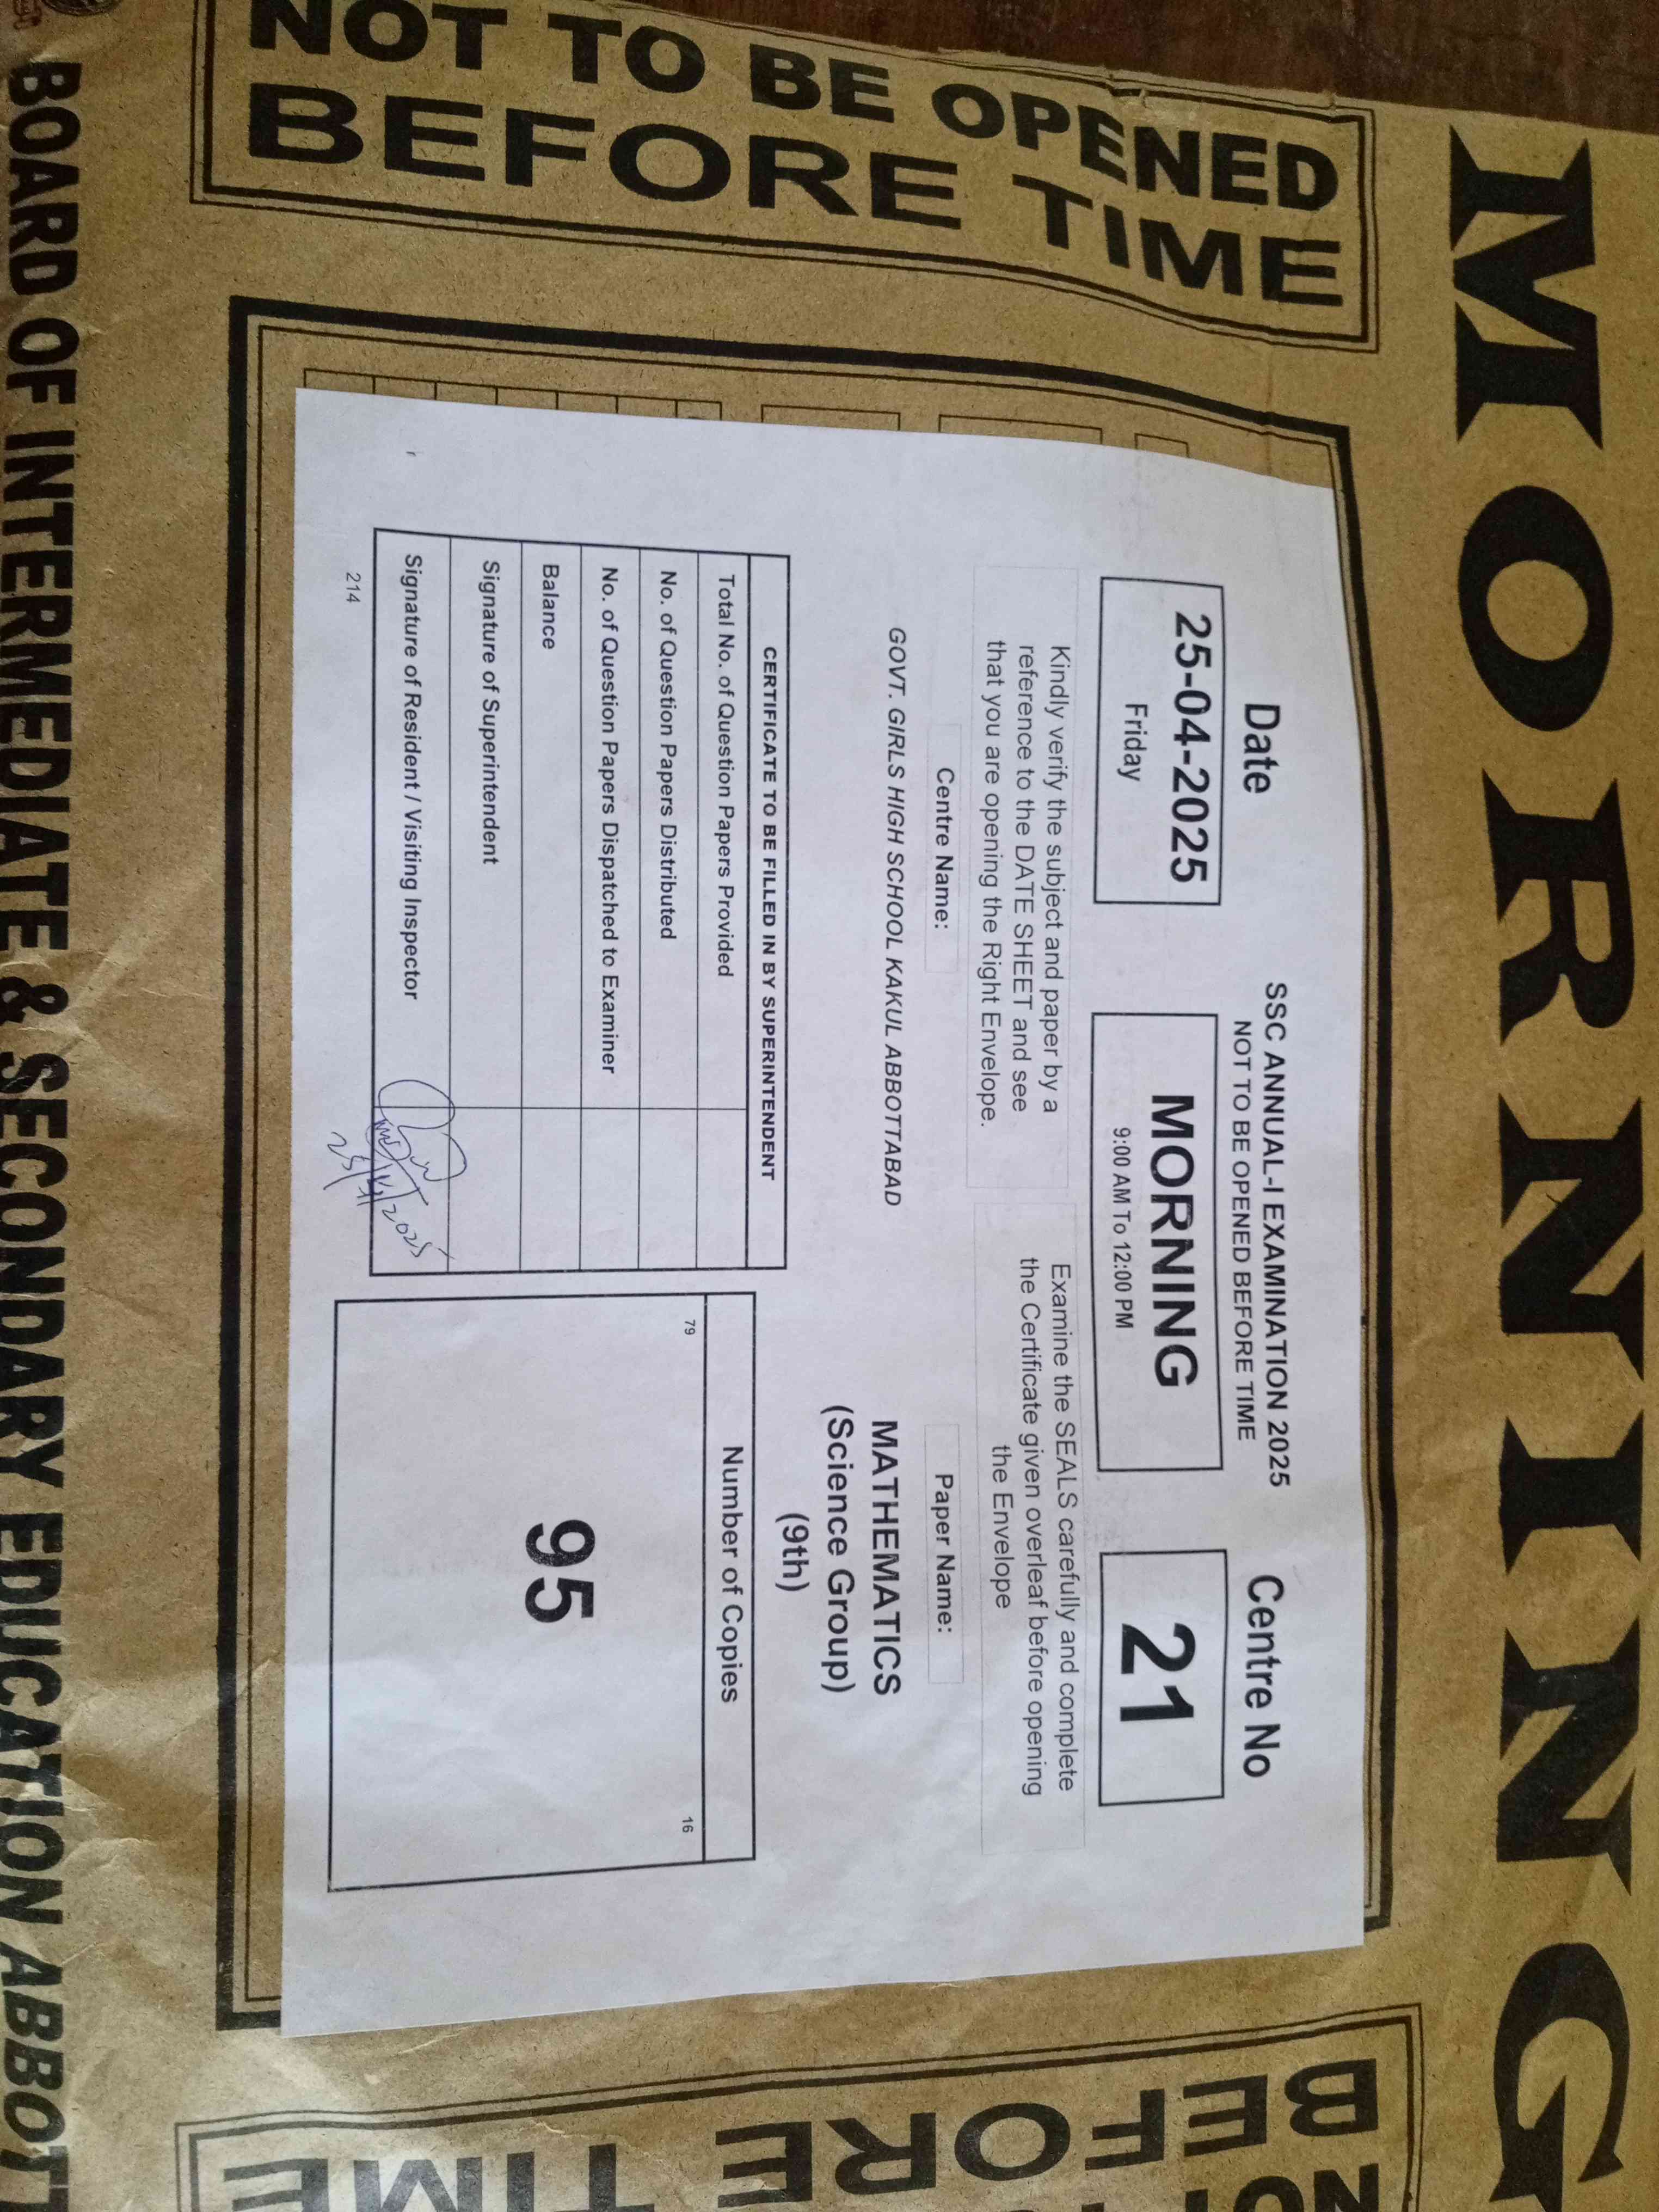 MORNING
NOT TO BE OPENED
BEFORE TIME
SSC ANNUAL-I EXAMINATION 2025
NOT TO BE OPENED BEFORE TIME
Date
25-04-2025
Friday
MORNING
9:00 AM To 12:00 PM
Centre No
21
Kindly verify the subject and paper by a
reference to the DATE SHEET and see
that you are opening the Right Envelope.
Examine the SEALS carefully and complete
the Certificate given overleaf before opening
the Envelope
Centre Name:
GOVT. GIRLS HIGH SCHOOL KAKUL ABBOTTABAD
Paper Name:
MATHEMATICS
(Science Group)
(9th)
CERTIFICATE TO BE FILLED IN BY SUPERINTENDENT
Total No. of Question Papers Provided
No. of Question Papers Distributed
No. of Question Papers Dispatched to Examiner
Balance
Signature of Superintendent
Signature of Resident / Visiting Inspector
25/4/2025
214
Number of Copies
79
16
95
BEFORE
TIME
BOARD OF INTERMEDIATE & SECONDARY EDUCATION ABBOT